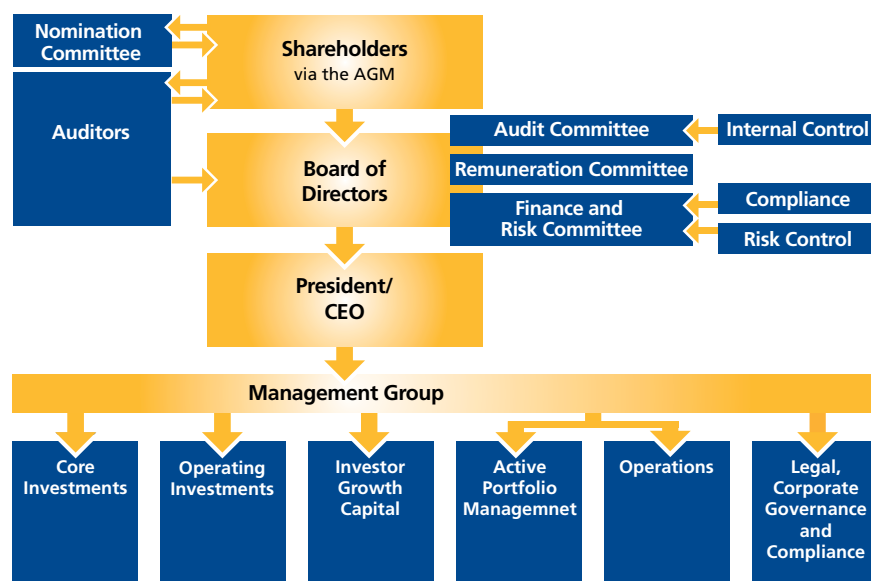 Nomination
Committee
Shareholders
via the AGM
Auditors
Board of
Directors
Audit Committee
Internal Control
Remuneration Committee
Finance and
Risk Committee
Compliance
Risk Control
President/
CEO
Management Group
Core
Investments
Operating
Investments
Investor
Growth
Capital
Active
Portfolio
Managemnet
Operations
Legal,
Corporate
Governance
and
Compliance